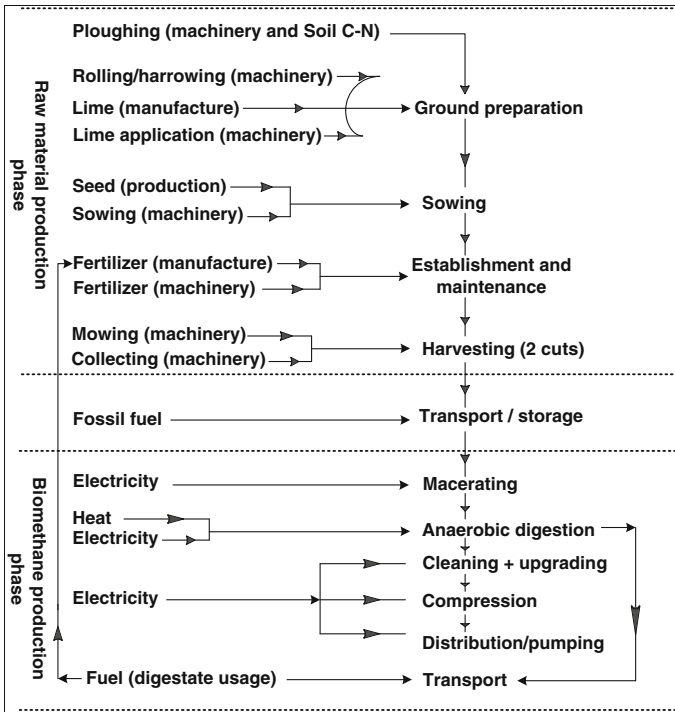 Raw material production
phase
Ploughing (machinery and Soil C-N)
Rolling/harrowing (machinery)
Lime (manufacture)
Lime application (machinery)
Ground preparation
Seed (production)
Sowing (machinery)
Sowing
Fertilizer (manufacture)
Fertilizer (machinery)
Establishment and
maintenance
Mowing (machinery)
Collecting (machinery)
Harvesting (2 cuts)
Fossil fuel
Transport / storage
Biomethane production
phase
Electricity
Macerating
Heat
Electricity
Anaerobic digestion
Cleaning + upgrading
Electricity
Compression
Distribution/pumping
Fuel (digestate usage)
Transport